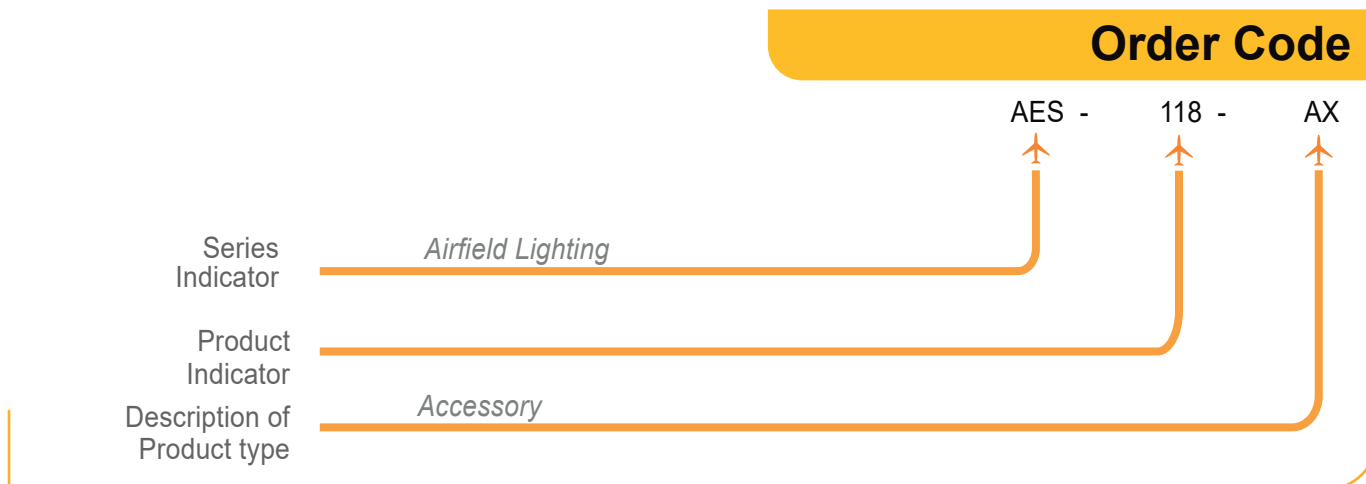 Order Code
AES - 118 - AX
Series
Indicator
Airfield Lighting
Product
Indicator
Description of
Product type
Accessory